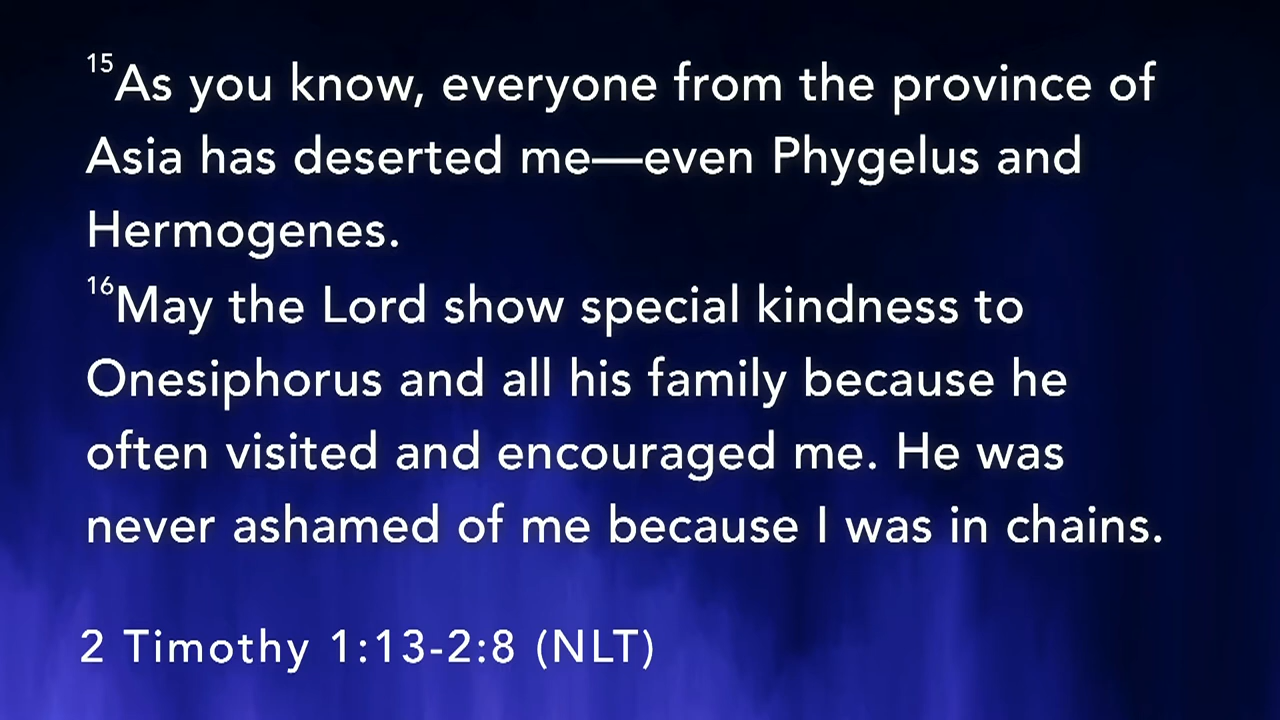 15As you know, everyone from the province of
Asia has deserted me—even Phygelus and
Hermogenes.
16May the Lord show special kindness to
Onesiphorus and all his family because he
often visited and encouraged me. He was
never ashamed of me because I was in chains.
2 Timothy 1:13-2:8 (NLT)